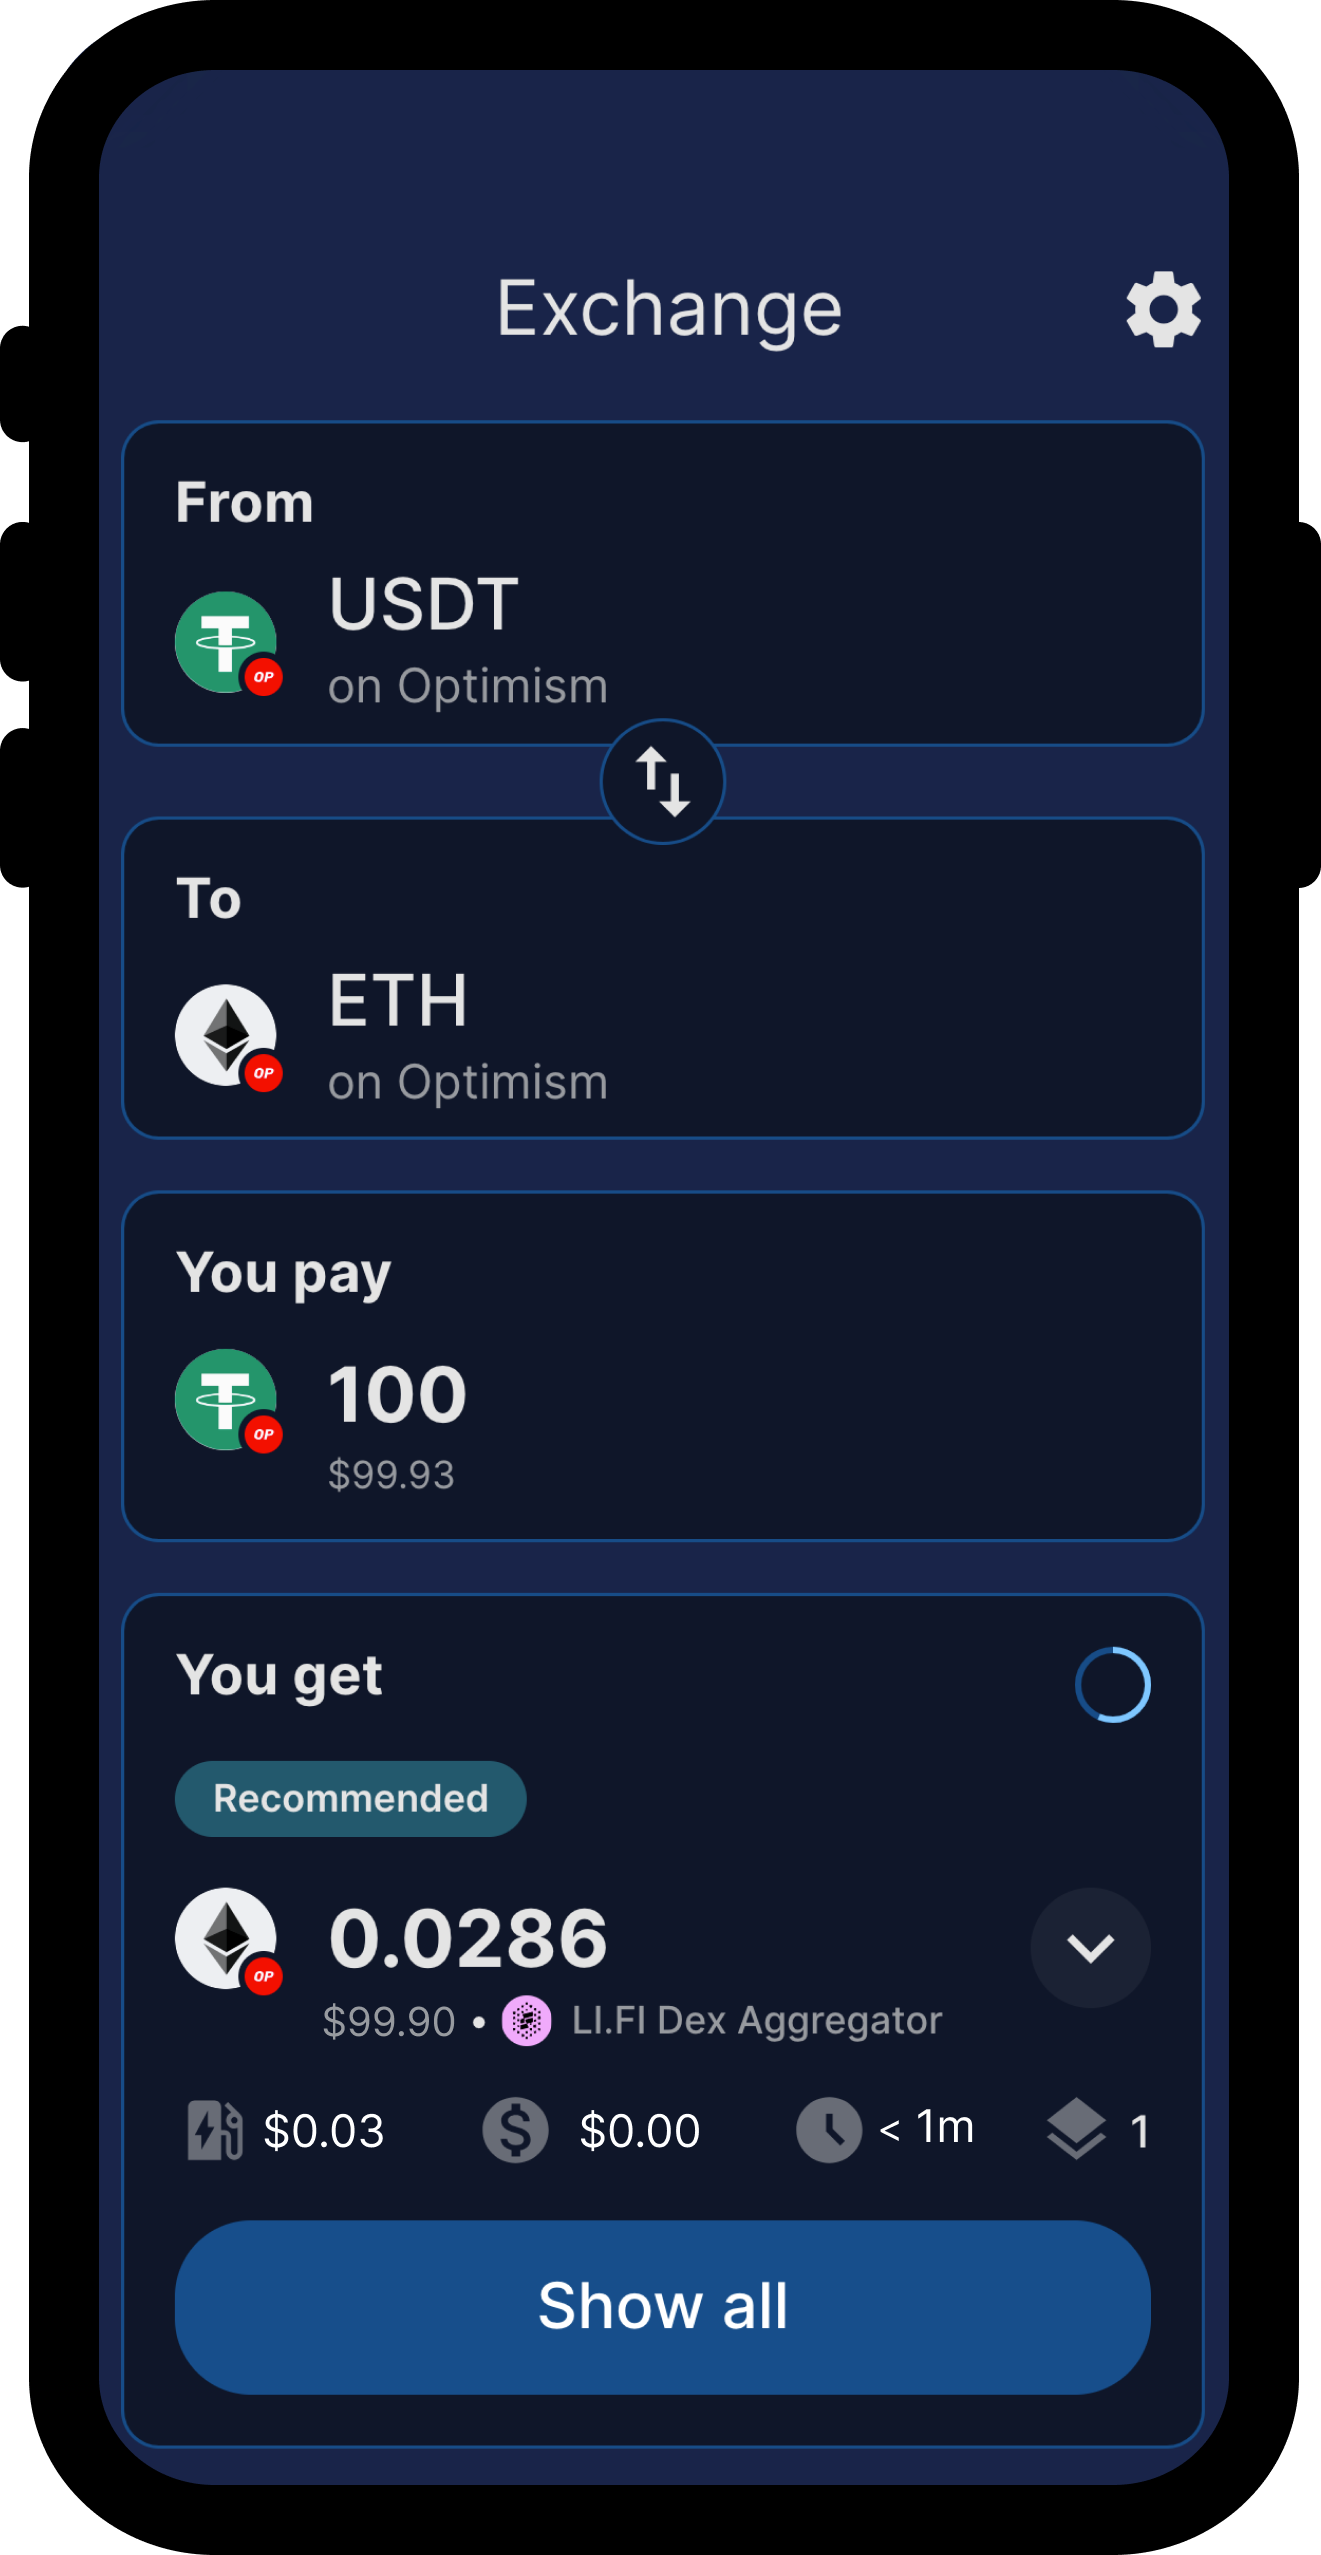 Exchange
From
USDT
OP
on Optimism
To
ETH
OP
on Optimism
You pay
100
OP
$99.93
You get
Recommended
0.0286
OP
$99.90 • LI.FI Dex Aggregator
$0.03 $0.00 < 1m 1
Show all